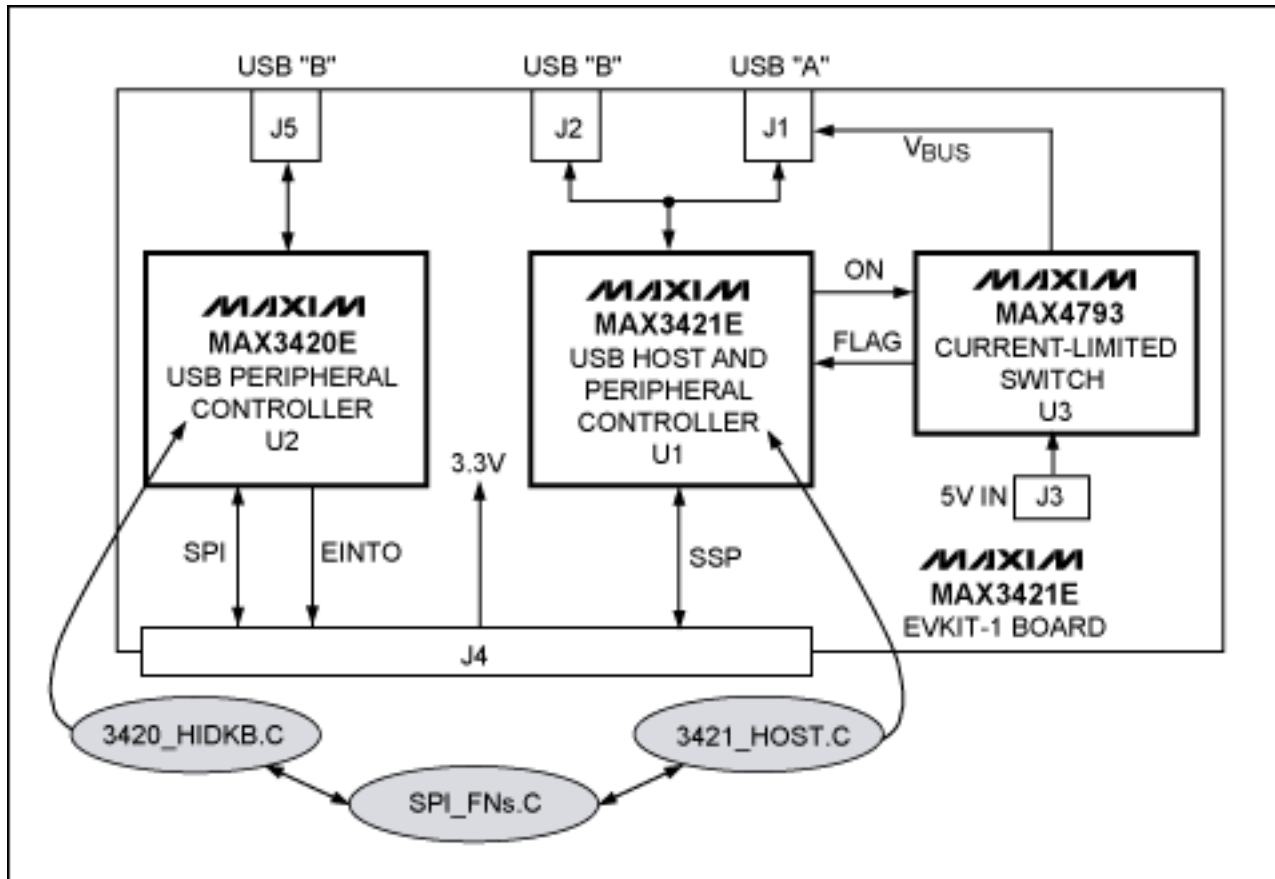 USB "B"
USB "B"
USB "A"
J5
J2
J1
VBUS
MAXIM
MAX3420E
USB PERIPHERAL
CONTROLLER
U2
MAXIM
MAX3421E
USB HOST AND
PERIPHERAL
CONTROLLER
U1
ON
FLAG
MAXIM
MAX4793
CURRENT-LIMITED
SWITCH
U3
3.3V
5V IN
J3
SPI
EINTO
SSP
MAXIM
MAX3421E
EVKIT-1 BOARD
J4
3420_HIDKB.C
3421_HOST.C
SPI_FNs.C